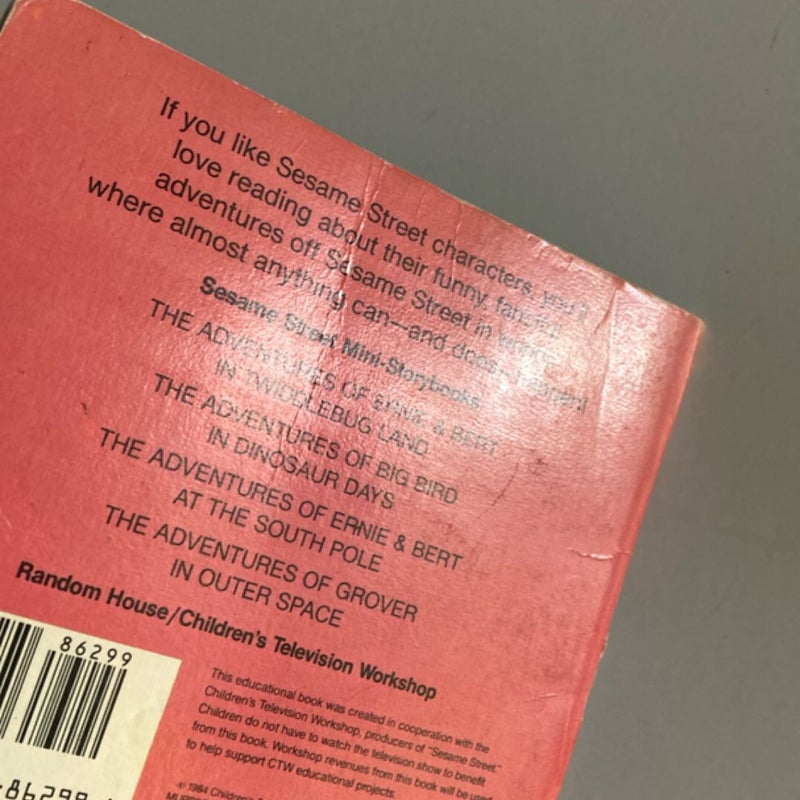 If you like Sesame Street characters, you'll
love reading about their funny, fanciful
adventures off Sesame Street in
where almost anything can—and does—happen!
Sesame Street Mini-Storybooks
THE ADVENTURES OF ERNIE & BERT
IN TWIDDLEBUG LAND
THE ADVENTURES OF BIG BIRD
IN DINOSAUR DAYS
THE ADVENTURES OF ERNIE & BERT
AT THE SOUTH POLE
THE ADVENTURES OF GROVER
IN OUTER SPACE
Random House/Children's Television Workshop
86299
This educational book was created in cooperation with the
Children's Television Workshop, producers of "Sesame Street."
Children do not have to watch the television show to benefit
from this book. Workshop revenues from this book will be used
to help support CTW educational projects.
-86299
© 1984 Children's